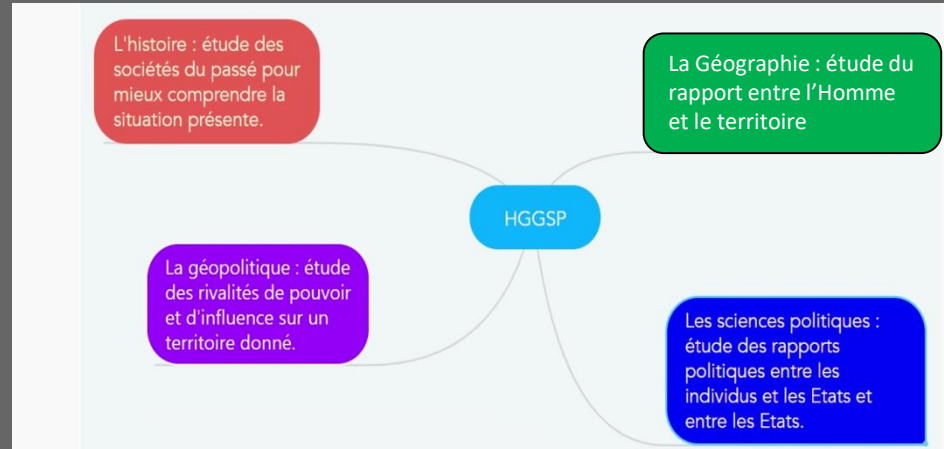 L'histoire : étude des
sociétés du passé pour
mieux comprendre la
situation présente.
La Géographie : étude du
rapport entre l’Homme
et le territoire
HGGSP
La géopolitique : étude
des rivalités de pouvoir
et d'influence sur un
territoire donné.
Les sciences politiques :
étude des rapports
politiques entre les
individus et les Etats et
entre les Etats.